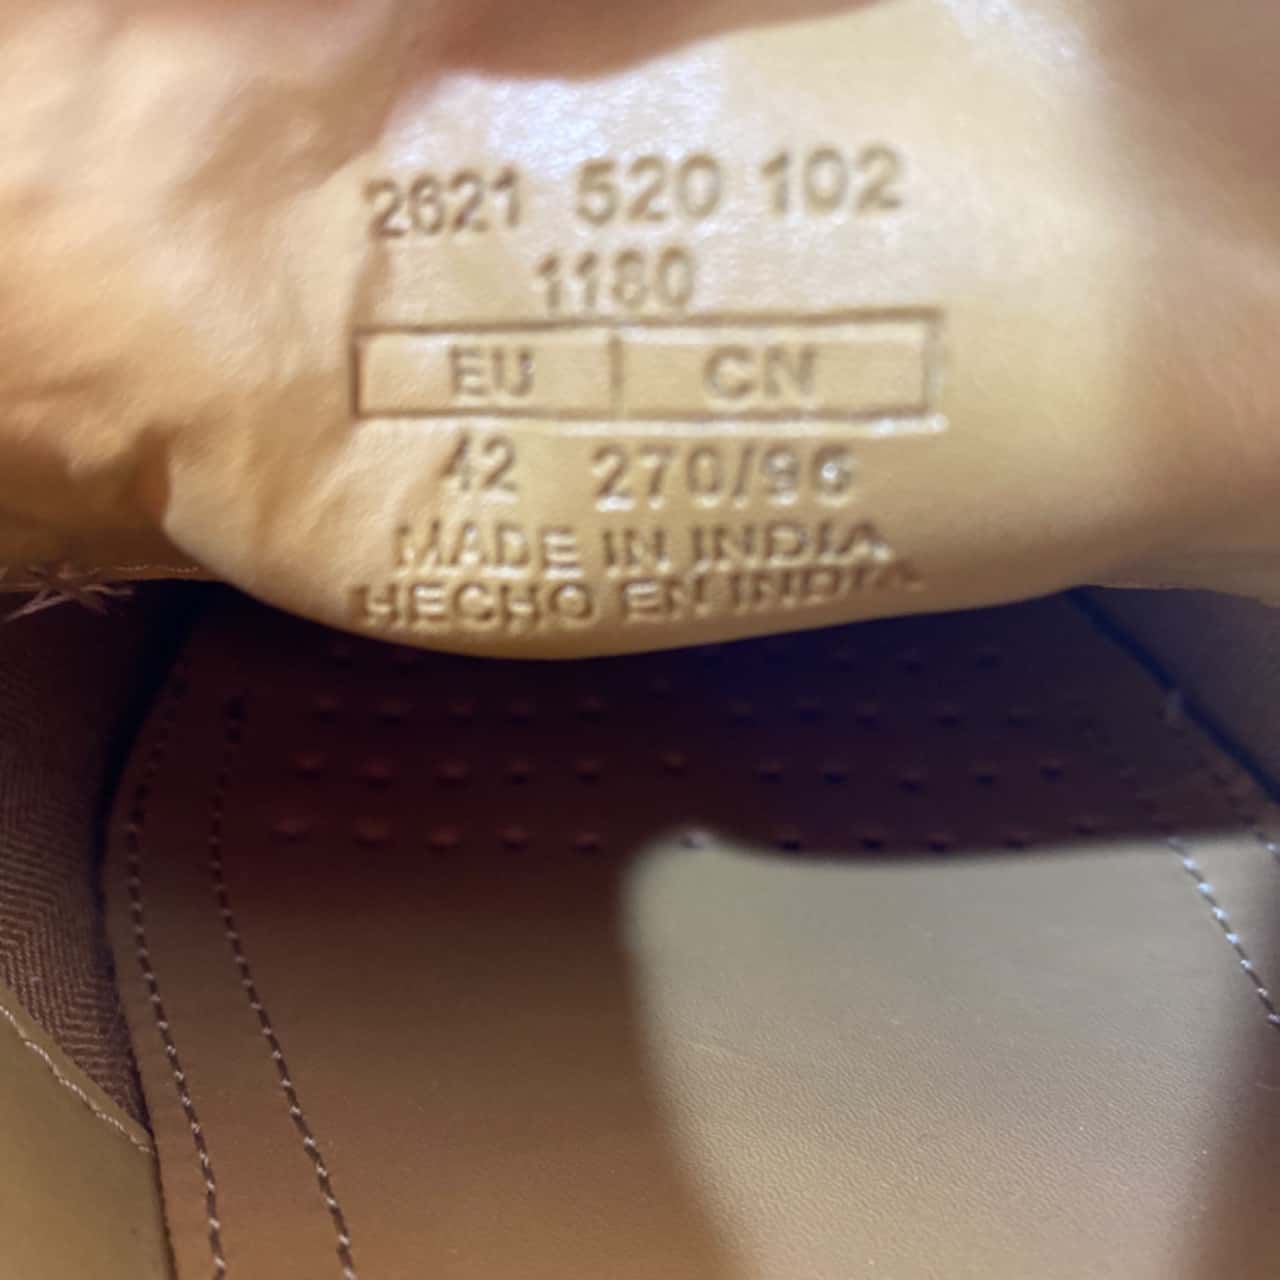 2621 520 102
1180
EU CN
42 270/96
MADE IN INDIA
HECHO EN INDIA